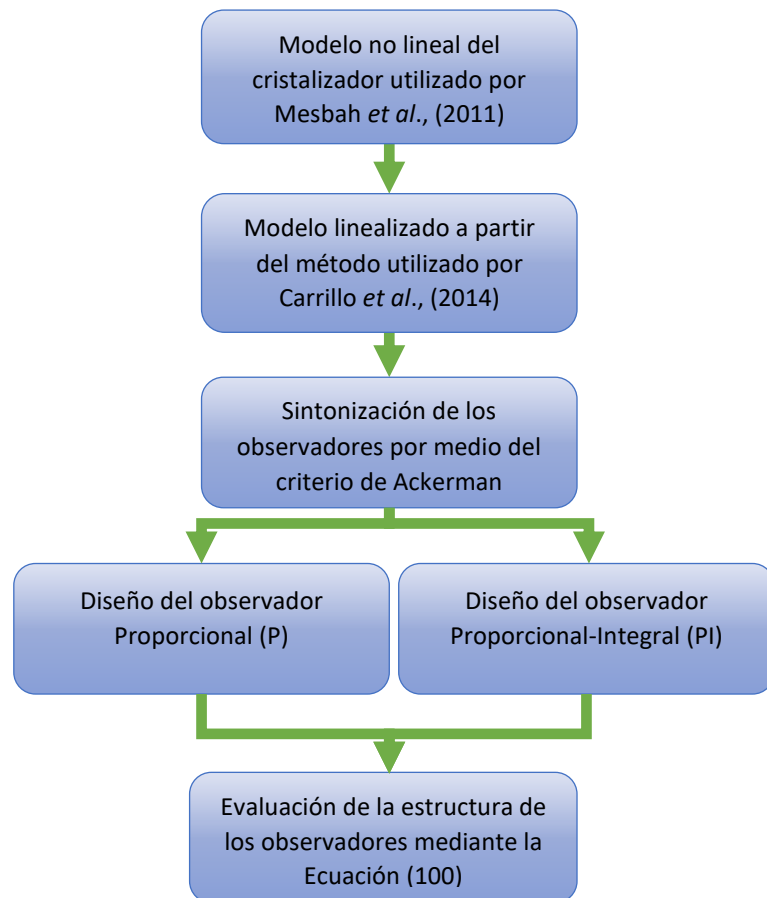 Modelo no lineal del
cristalizador utilizado por
Mesbah et al., (2011)
Modelo linealizado a partir
del método utilizado por
Carrillo et al., (2014)
Sintonización de los
observadores por medio del
criterio de Ackerman
Diseño del observador
Proporcional (P)
Diseño del observador
Proporcional-Integral (PI)
Evaluación de la estructura de
los observadores mediante la
Ecuación (100)